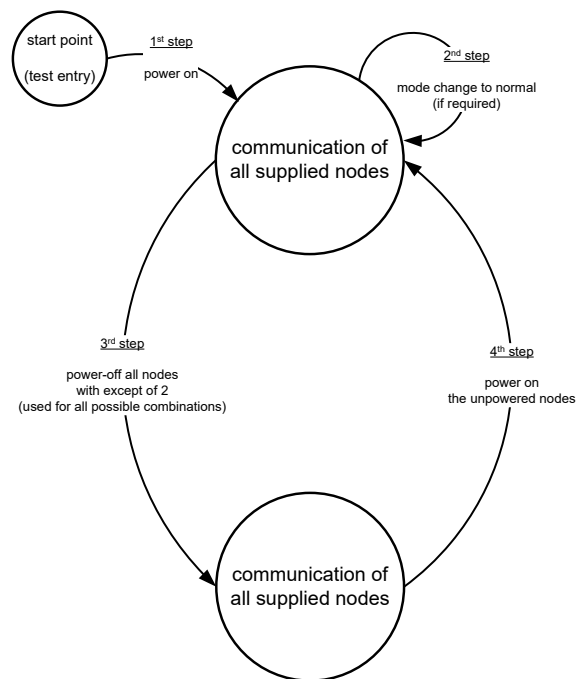 start point
(test entry)
1st step
power on
2nd step
mode change to normal
(if required)
communication of
all supplied nodes
3rd step
power-off all nodes
with except of 2
(used for all possible combinations)
4th step
power on
the unpowered nodes
communication of
all supplied nodes